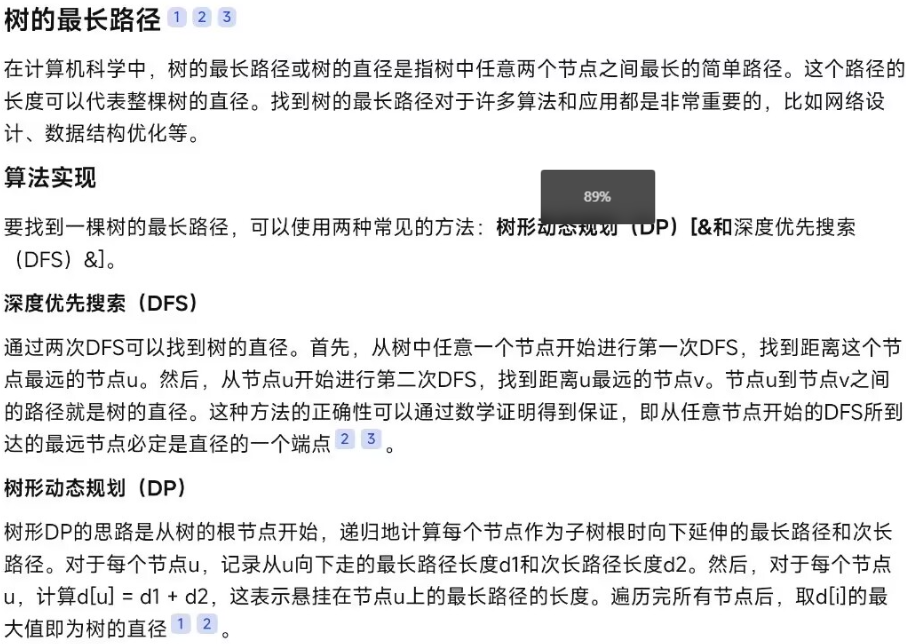 树的最长路径 1 2 3
在计算机科学中，树的最长路径或树的直径是指树中任意两个节点之间最长的简单路径。这个路径的
长度可以代表整棵树的直径。找到树的最长路径对于许多算法和应用都是非常重要的，比如网络设
计、数据结构优化等。
算法实现
89%
要找到一棵树的最长路径，可以使用两种常见的方法：树形动态规划（DP）[&和深度优先搜索
（DFS）&]。
深度优先搜索（DFS）
通过两次DFS可以找到树的直径。首先，从树中任意一个节点开始进行第一次DFS，找到距离这个节
点最远的节点u。然后，从节点u开始进行第二次DFS，找到距离u最远的节点v。节点u到节点v之间
的路径就是树的直径。这种方法的正确性可以通过数学证明得到保证，即从任意节点开始的DFS所到
达的最远节点必定是直径的一个端点 2 3 。
树形动态规划（DP）
树形DP的思路是从树的根节点开始，递归地计算每个节点作为子树根时向下延伸的最长路径和次长
路径。对于每个节点u，记录从u向下走的最长路径长度d1和次长路径长度d2。然后，对于每个节点
u，计算d[u] = d1 + d2，这表示悬挂在节点u上的最长路径的长度。遍历完所有节点后，取d[i]的最
大值即为树的直径 1 2 。